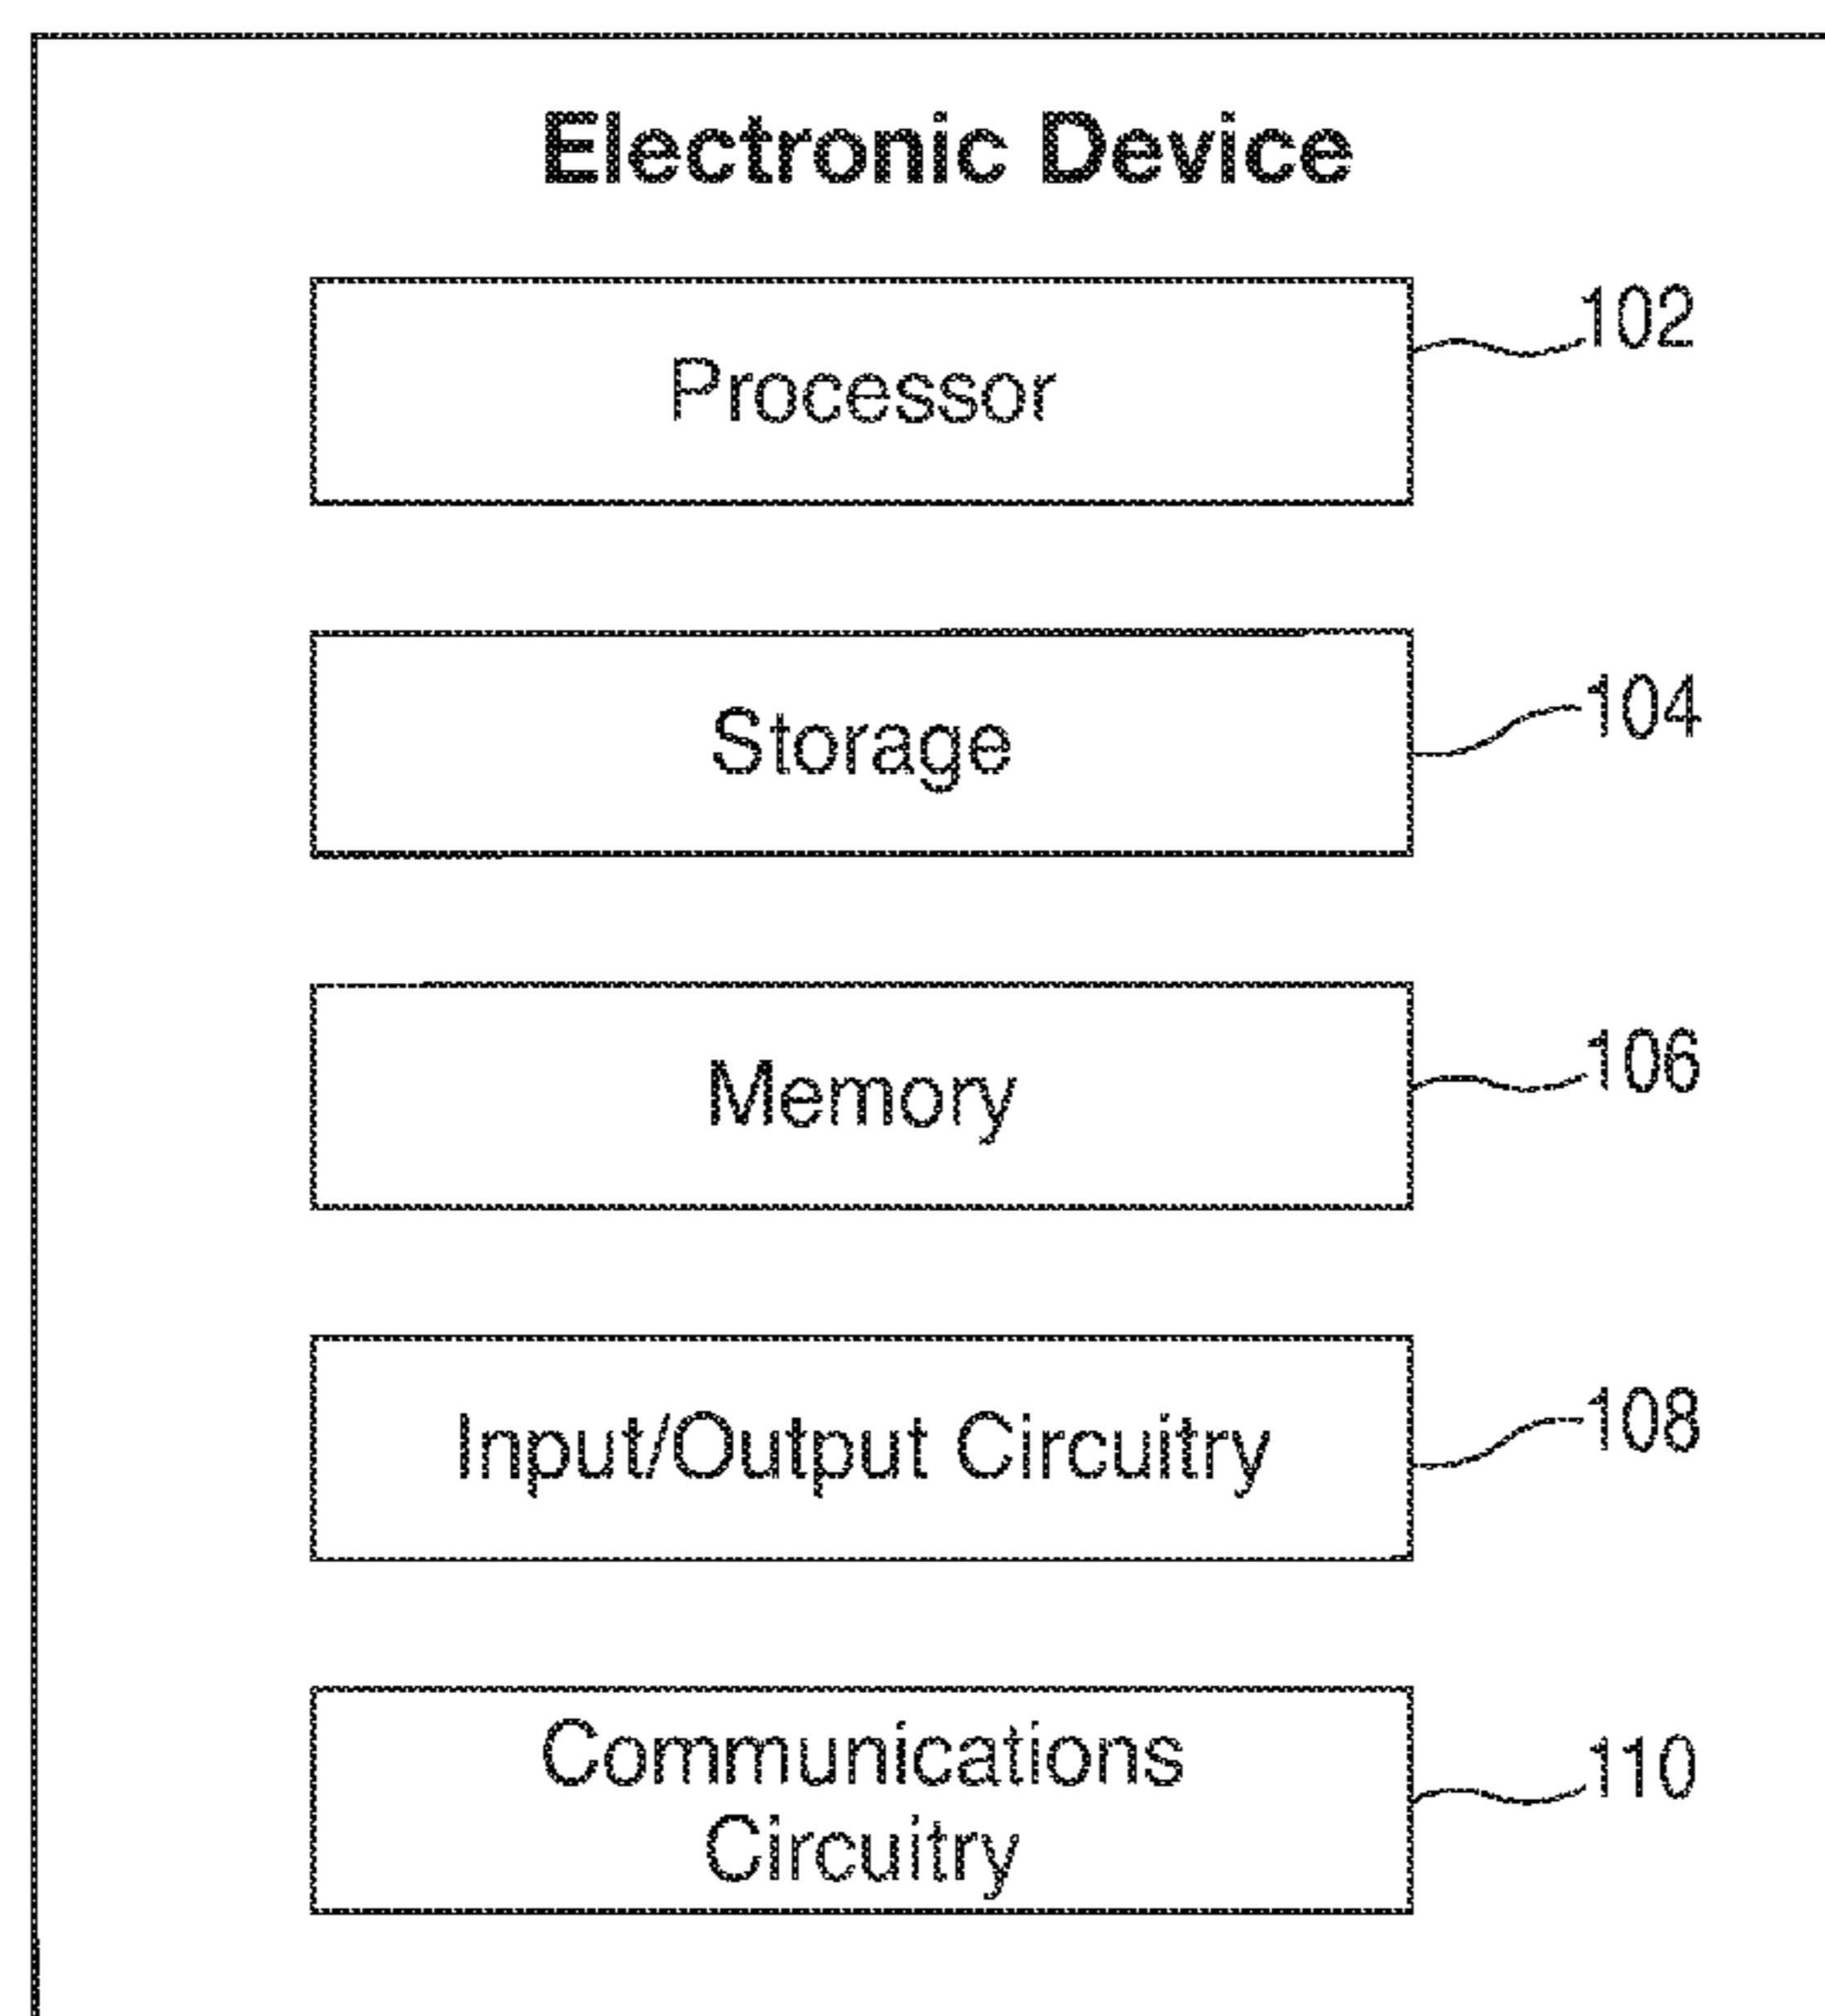 Electronic Device
Processor
102
Storage
104
Memory
106
Input/Output Circuitry
108
Communications
Circuitry
110